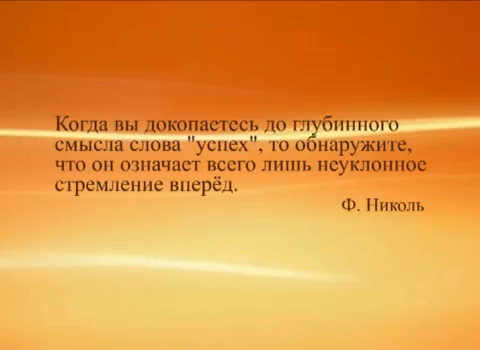 Когда вы докопаетесь до глубинного
смысла слова "успех", то обнаружите,
что он означает всего лишь неуклонное
стремление вперёд.
Ф. Николь